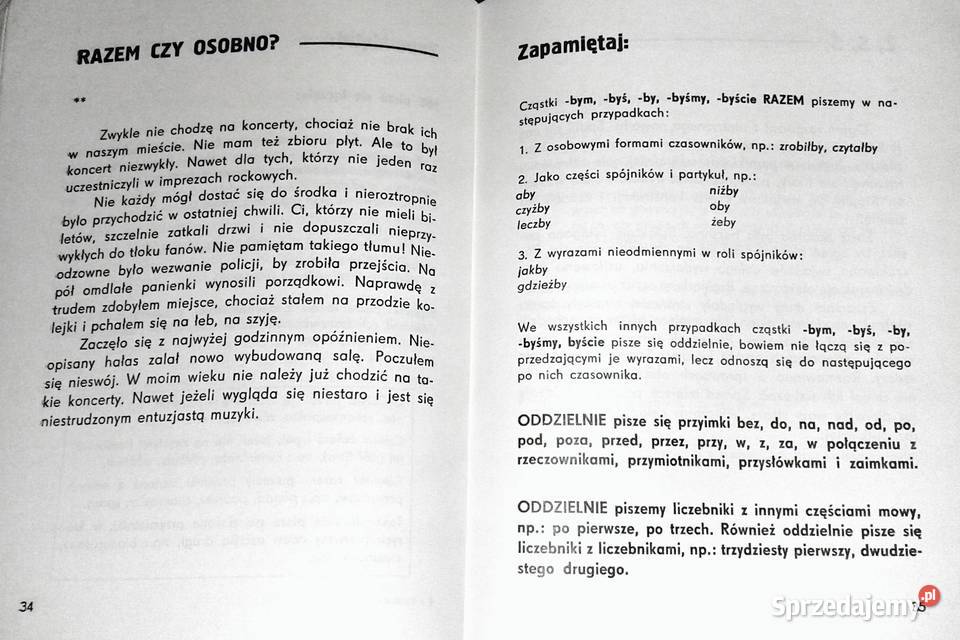 RAZEM CZY OSOBNO?
**
Zwykle nie chodzę na koncerty, chociaż nie brak ich
w naszym mieście. Nie mam też zbioru płyt. Ale to był
koncert niezwykły. Nawet dla tych, którzy nie jeden raz
uczestniczyli w imprezach rockowych.
Nie każdy mógł dostać się do środka i nieroztropnie
było przychodzić w ostatniej chwili. Ci, którzy nie mieli bi-
letów, szczelnie zatkali drzwi i nie dopuszczali nieprzy-
wykłych do tłoku fanów. Nie pamiętam takiego tłumu! Nie-
odzowne było wezwanie policji, by zrobiła przejścia. Na
pół omdlałe panienki wynosili porządkowi. Naprawdę z
trudem zdobyłem miejsce, chociaż stałem na przodzie ko-
lejki i pchałem się na łeb, na szyję.
Zaczęło się z najwyżej godzinnym opóźnieniem. Nie-
opisany hałas zalał nowo wybudowaną salę. Poczułem
się nieswój. W moim wieku nie należy już chodzić na ta-
kie koncerty. Nawet jeżeli wygląda się niestaro i jest się
niestrudzonym entuzjastą muzyki.
34
Zapamiętaj:
Cząstki -bym, -byś, -by, -byśmy, -byście RAZEM piszemy w na-
stępujących przypadkach:
1. Z osobowymi formami czasowników, np.: zrobiłby, czytałby
2. Jako części spójników i partykuł, np.:
aby niżby
czyżby oby
leczby żeby
3. Z wyrazami nieodmiennymi w roli spójników:
jakby
gdzieżby
We wszystkich innych przypadkach cząstki -bym, -byś, -by,
-byśmy, byście pisze się oddzielnie, bowiem nie łączą się z po-
przedzającymi je wyrazami, lecz odnoszą się do następującego
po nich czasownika.
ODDZIELNIE pisze się przyimki bez, do, na, nad, od, po,
pod, poza, przed, przez, przy, w, z, za, w połączeniu z
rzeczownikami, przymiotnikami, przysłówkami i zaimkami.
ODDZIELNIE piszemy liczebniki z innymi częściami mowy,
np.: po pierwsze, po trzech. Również oddzielnie pisze się
liczebniki z liczebnikami, np.: trzydziesty pierwszy, dwudzie-
stego drugiego.
Sprzedajemy.pl